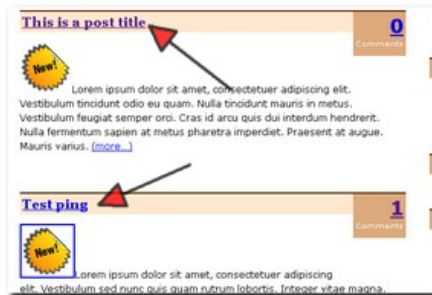 This is a post title
0
Comments
New!
Lorem ipsum dolor sit amet, consectetuer adipiscing elit.
Vestibulum tincidunt odio eu quam. Nulla tincidunt mauris in metus.
Vestibulum feugiat semper orci. Cras id arcu quis dui interdum hendrerit.
Nulla fermentum sapien at metus pharetra imperdiet. Praesent at augue.
Mauris varius. (more...)
Test ping
1
Comments
New!
Lorem ipsum dolor sit amet, consectetuer adipiscing
elit. Vestibulum sed nunc quis quam rutrum lobortis. Integer vitae magna.